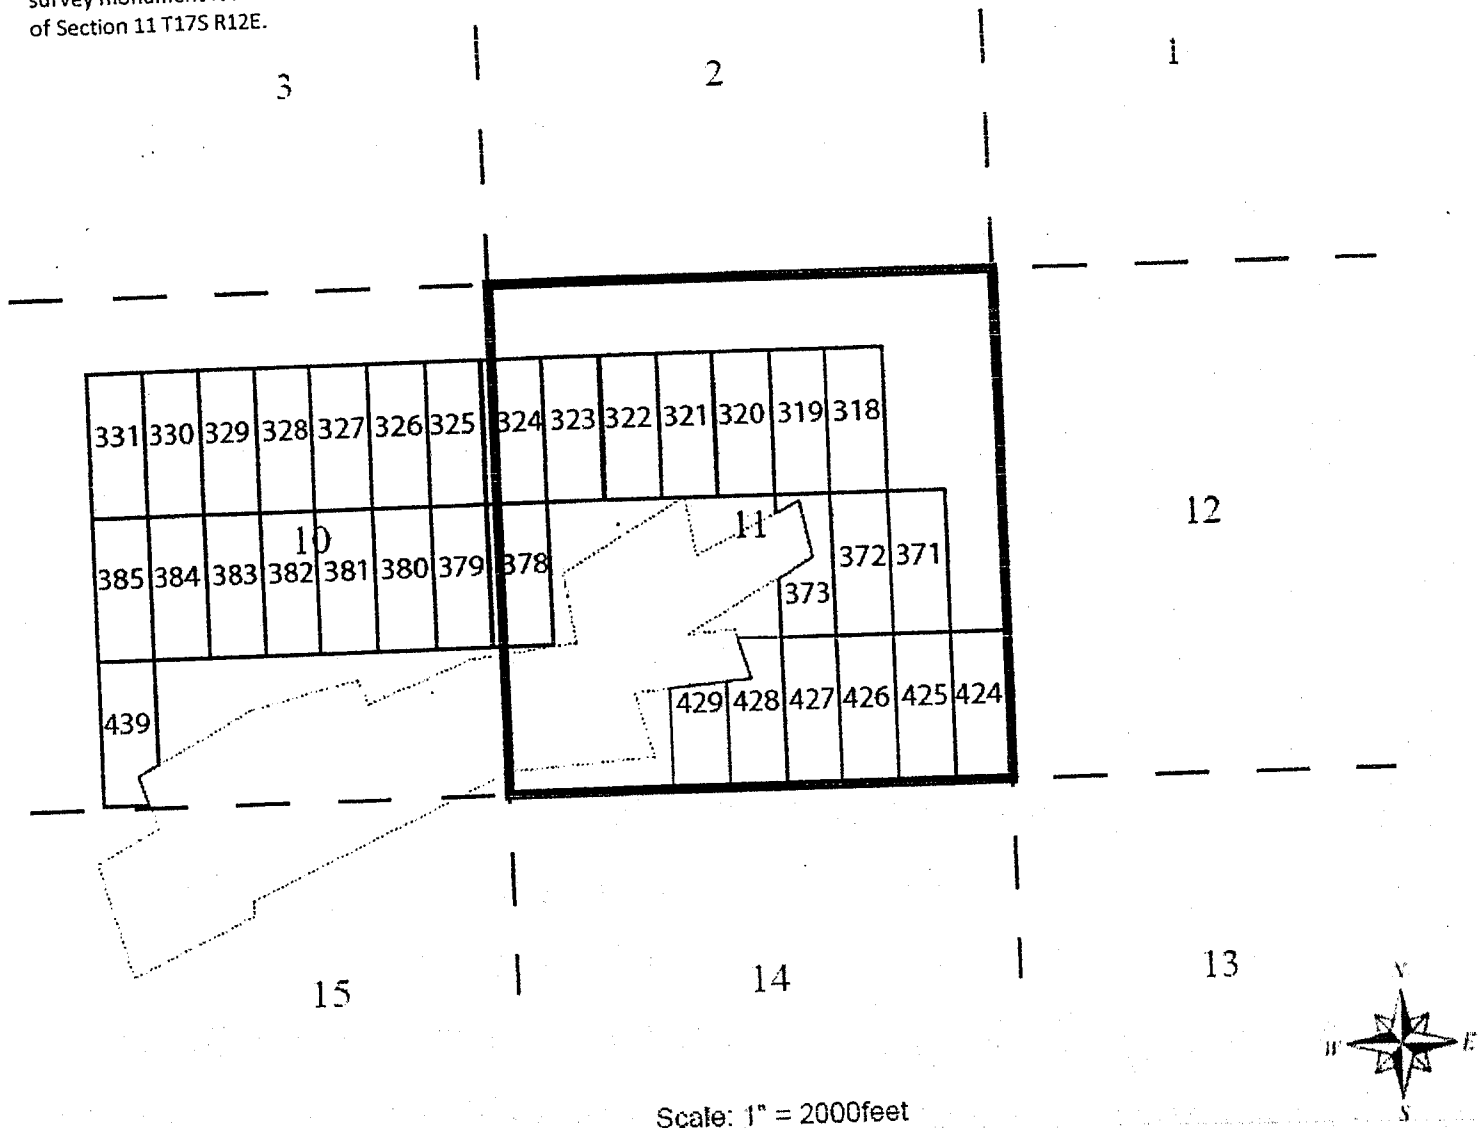 of Section 11 T17S R12E.
3 2 1
331 330 329 328 327 326 325 324 323 322 321 320 319 318
10 11 12
385 384 383 382 381 380 379 378 373 372 371
439 429 428 427 426 425 424
15 14 13
N
W E
S
Scale: 1" = 2000feet